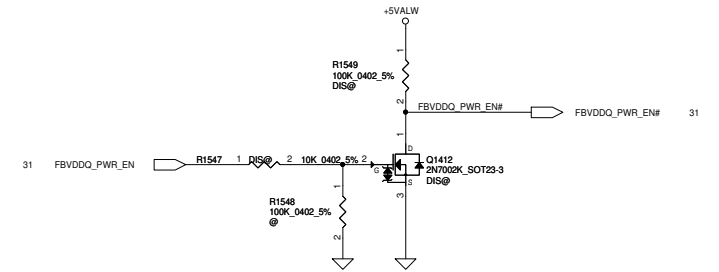 +5VALW
1
R1549
100K_0402_5%
DIS@
2
FBVDDQ_PWR_EN#
FBVDDQ_PWR_EN# 31
1
D
31 FBVDDQ_PWR_EN
R1547 1 DIS@ 2 10K_0402_5% 2
G
Q1412
2N7002K_SOT23-3
DIS@
S
3
1
R1548
100K_0402_5%
@
2